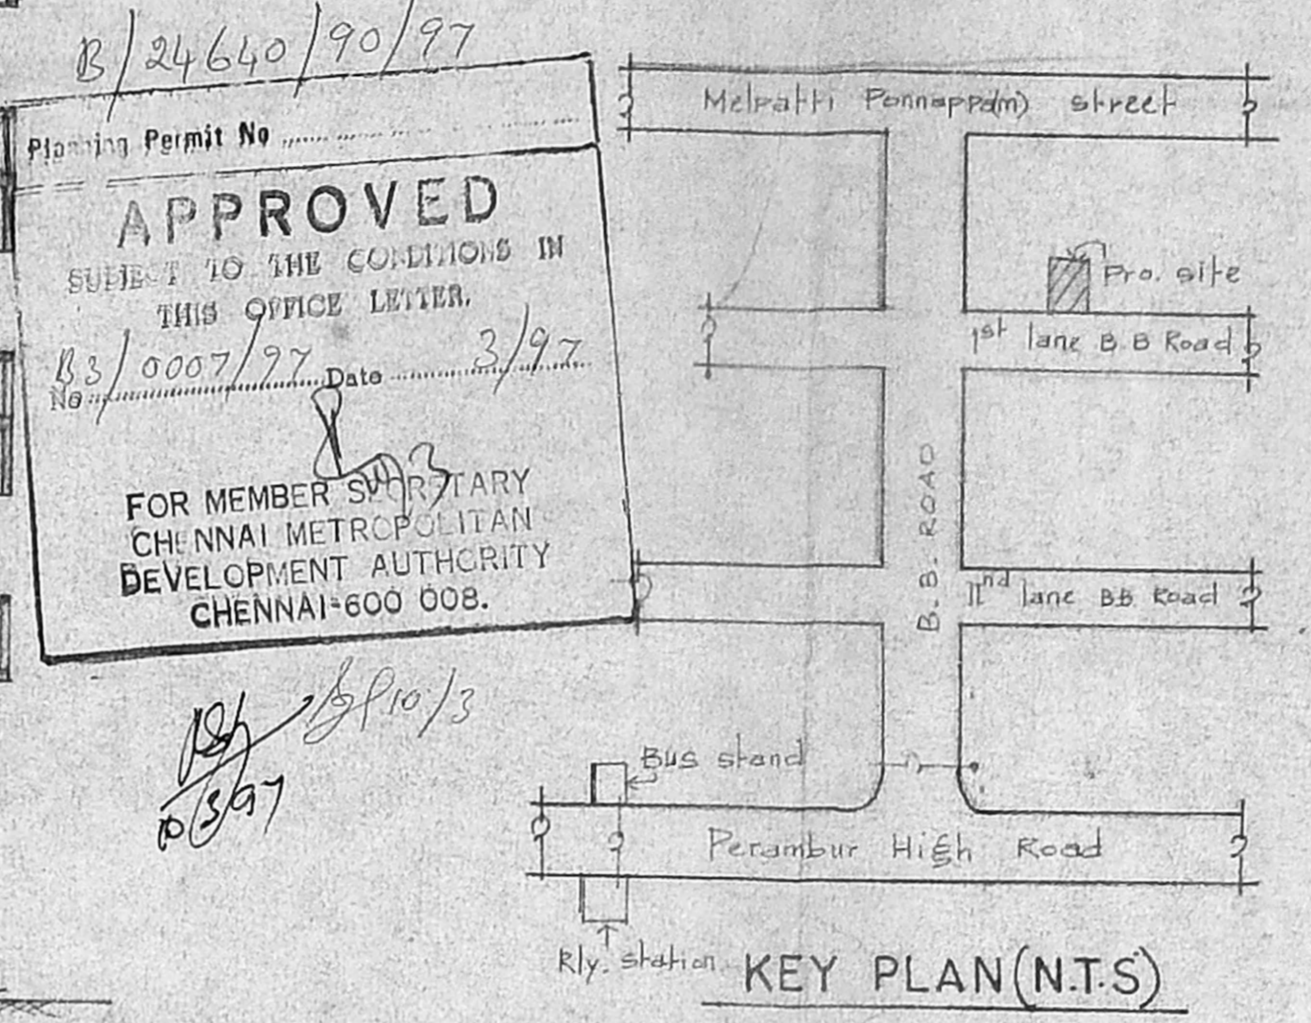 B/24640/90/97
Planning Permit No
APPROVED
SUBJECT TO THE CONDITIONS IN
THIS OFFICE LETTER.
B3/0007/97 3/97
No Date
FOR MEMBER SECRETARY
CHENNAI METROPOLITAN
DEVELOPMENT AUTHORITY
CHENNAI-600 008.
10/3
10/3/97
Melpatti Ponnappa(m) street
Pro. site
1st lane B.B Road
B.B. ROAD
IInd lane B.B Road
Bus stand
Perambur High Road
Rly. station
KEY PLAN (N.T.S)